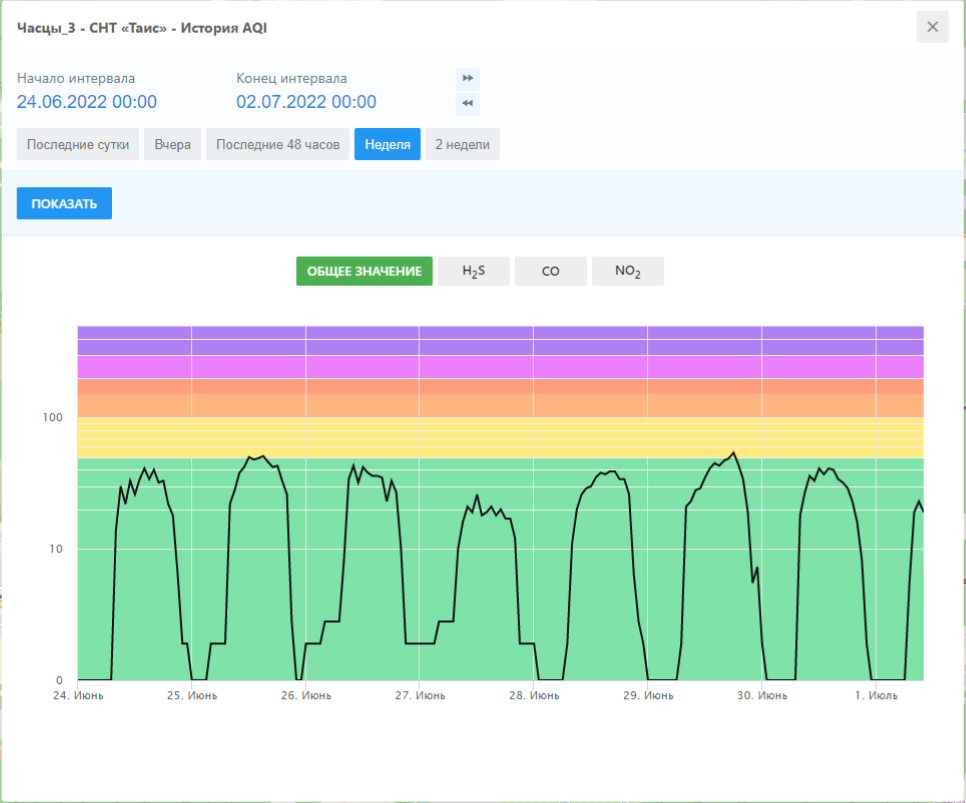 Часцы_3 - СНТ «Таис» - История AQI
Начало интервала Конец интервала
24.06.2022 00:00 02.07.2022 00:00
Последние сутки Вчера Последние 48 часов Неделя 2 недели
ПОКАЗАТЬ
ОБЩЕЕ ЗНАЧЕНИЕ H₂S CO NO₂
100
10
0
24. Июнь 25. Июнь 26. Июнь 27. Июнь 28. Июнь 29. Июнь 30. Июнь 1. Июль